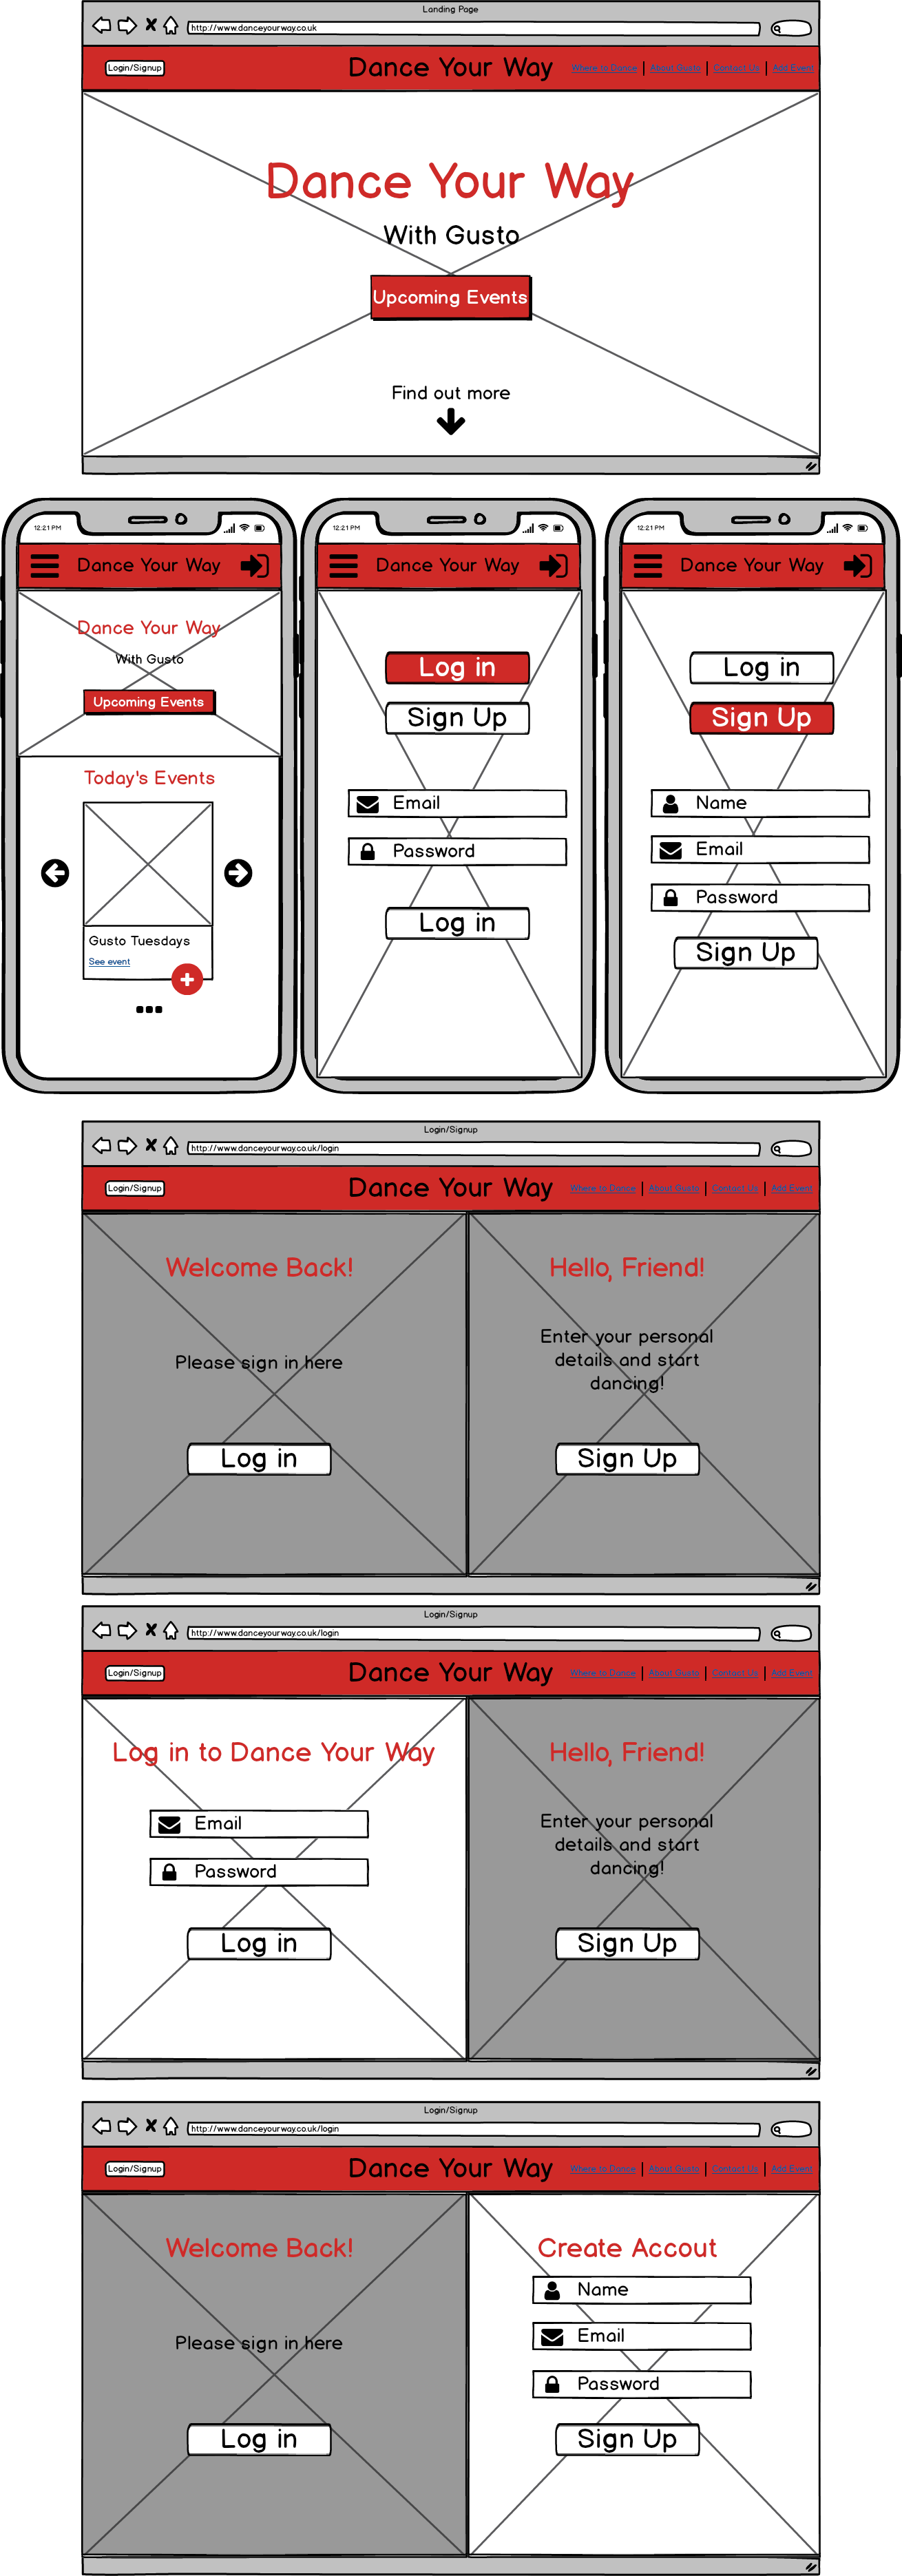 Landing Page
http://www.danceyourway.co.uk
Login/Signup Dance Your Way Where to Dance | About Gusto | Contact Us | Add Event
Dance Your Way
With Gusto
Upcoming Events
Find out more
12:21 PM
Dance Your Way
Dance Your Way
With Gusto
Upcoming Events
Today's Events
Gusto Tuesdays
See event
12:21 PM
Dance Your Way
Log in
Sign Up
Email
Password
Log in
12:21 PM
Dance Your Way
Log in
Sign Up
Name
Email
Password
Sign Up
Login/Signup
http://www.danceyourway.co.uk/login
Login/Signup Dance Your Way Where to Dance | About Gusto | Contact Us | Add Event
Welcome Back!
Please sign in here
Log in
Hello, Friend!
Enter your personal
details and start
dancing!
Sign Up
Login/Signup
http://www.danceyourway.co.uk/login
Login/Signup Dance Your Way Where to Dance | About Gusto | Contact Us | Add Event
Log in to Dance Your Way
Email
Password
Log in
Hello, Friend!
Enter your personal
details and start
dancing!
Sign Up
Login/Signup
http://www.danceyourway.co.uk/login
Login/Signup Dance Your Way Where to Dance | About Gusto | Contact Us | Add Event
Welcome Back!
Please sign in here
Log in
Create Accout
Name
Email
Password
Sign Up